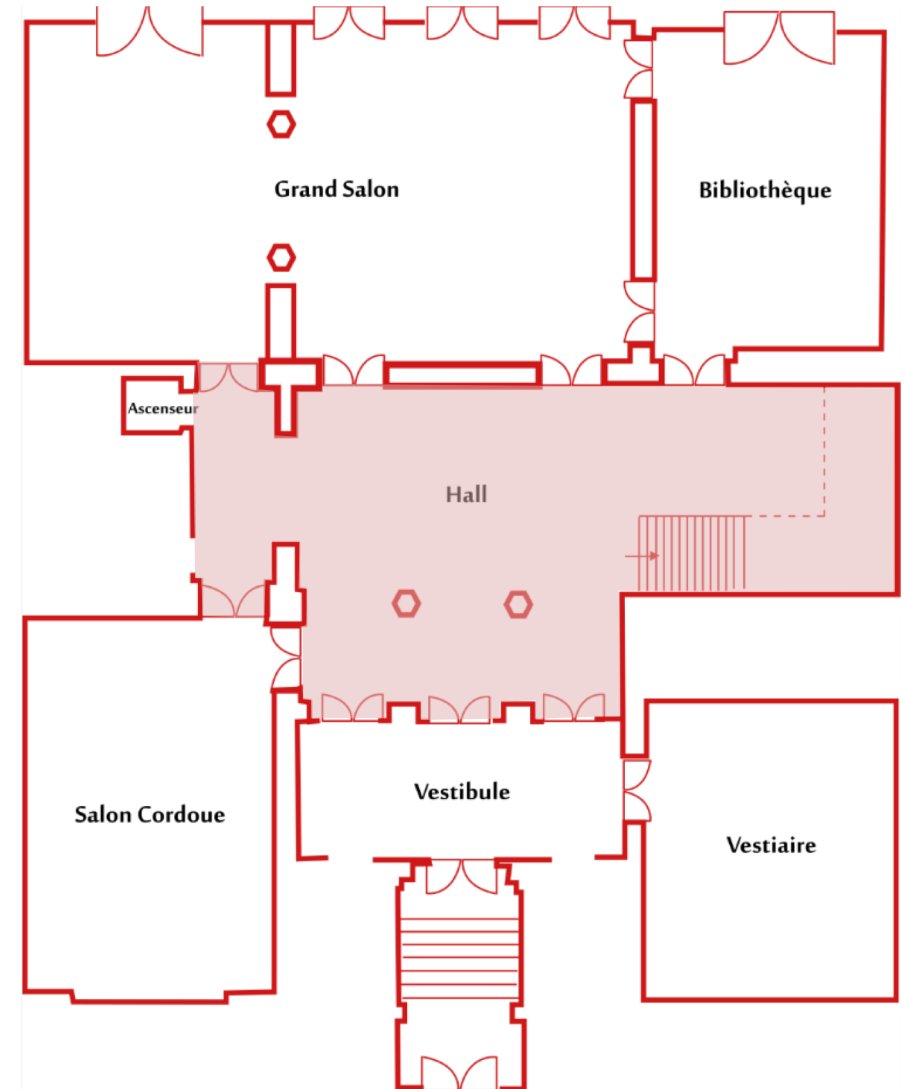 Grand Salon
Bibliothèque
Ascenseur
Hall
Vestibule
Salon Cordoue
Vestiaire